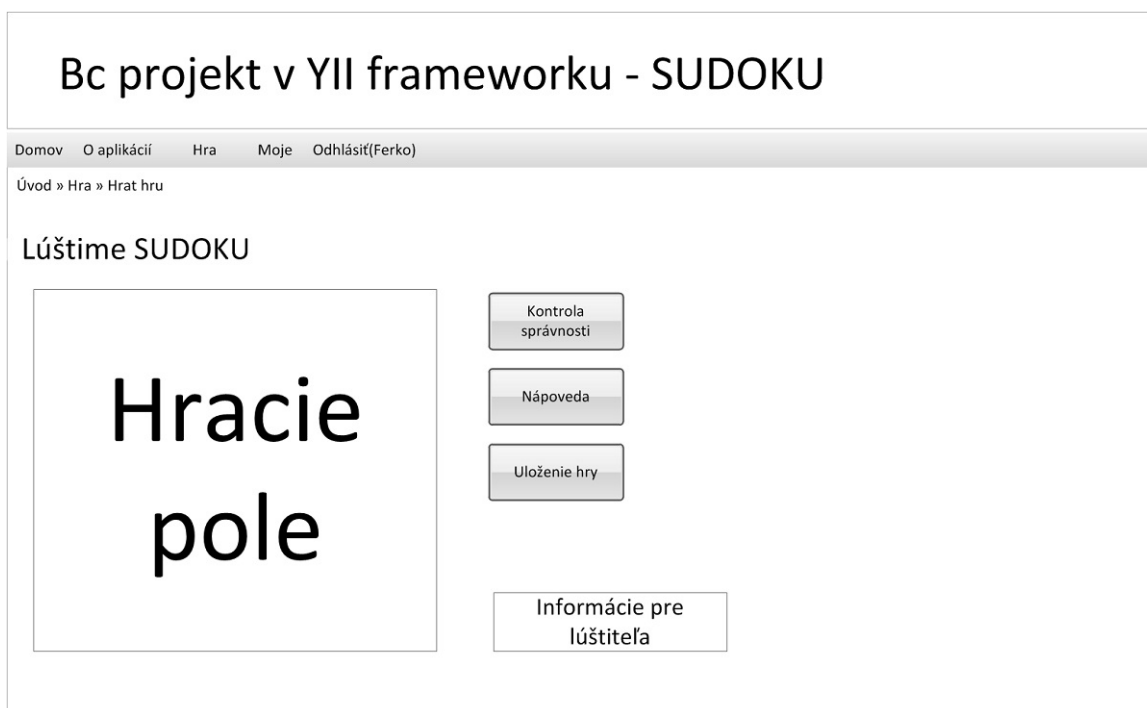 Bc projekt v YII frameworku - SUDOKU
Domov O aplikácií Hra Moje Odhlásiť(Ferko)
Úvod » Hra » Hrat hru
Lúštime SUDOKU
Hracie
pole
Kontrola
správnosti
Nápoveda
Uloženie hry
Informácie pre
lúštiteľa